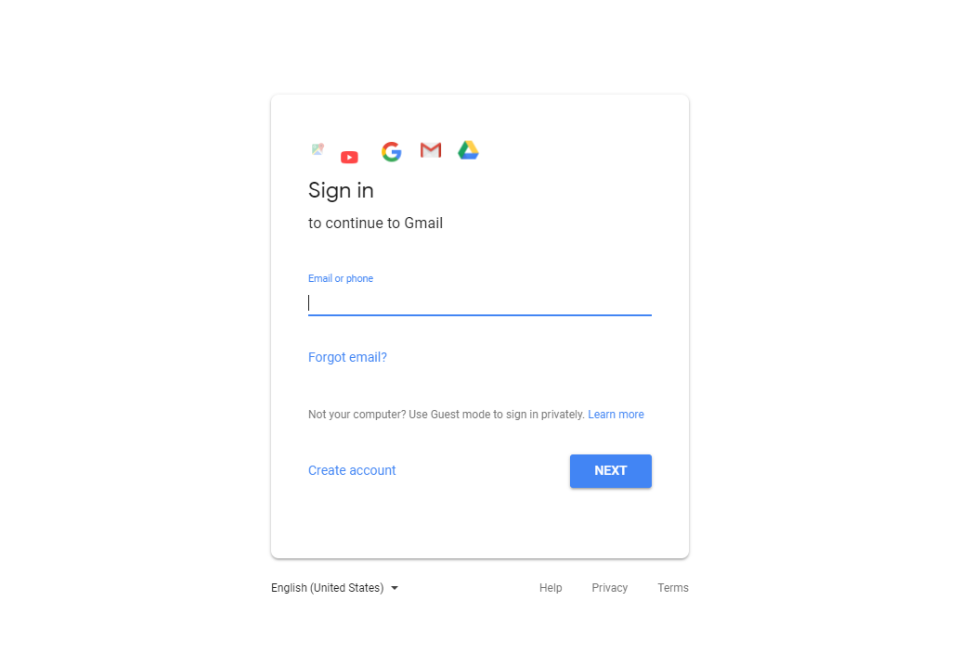 Sign in
to continue to Gmail
Email or phone
Forgot email?
Not your computer? Use Guest mode to sign in privately. Learn more
Create account
NEXT
English (United States)
Help
Privacy
Terms